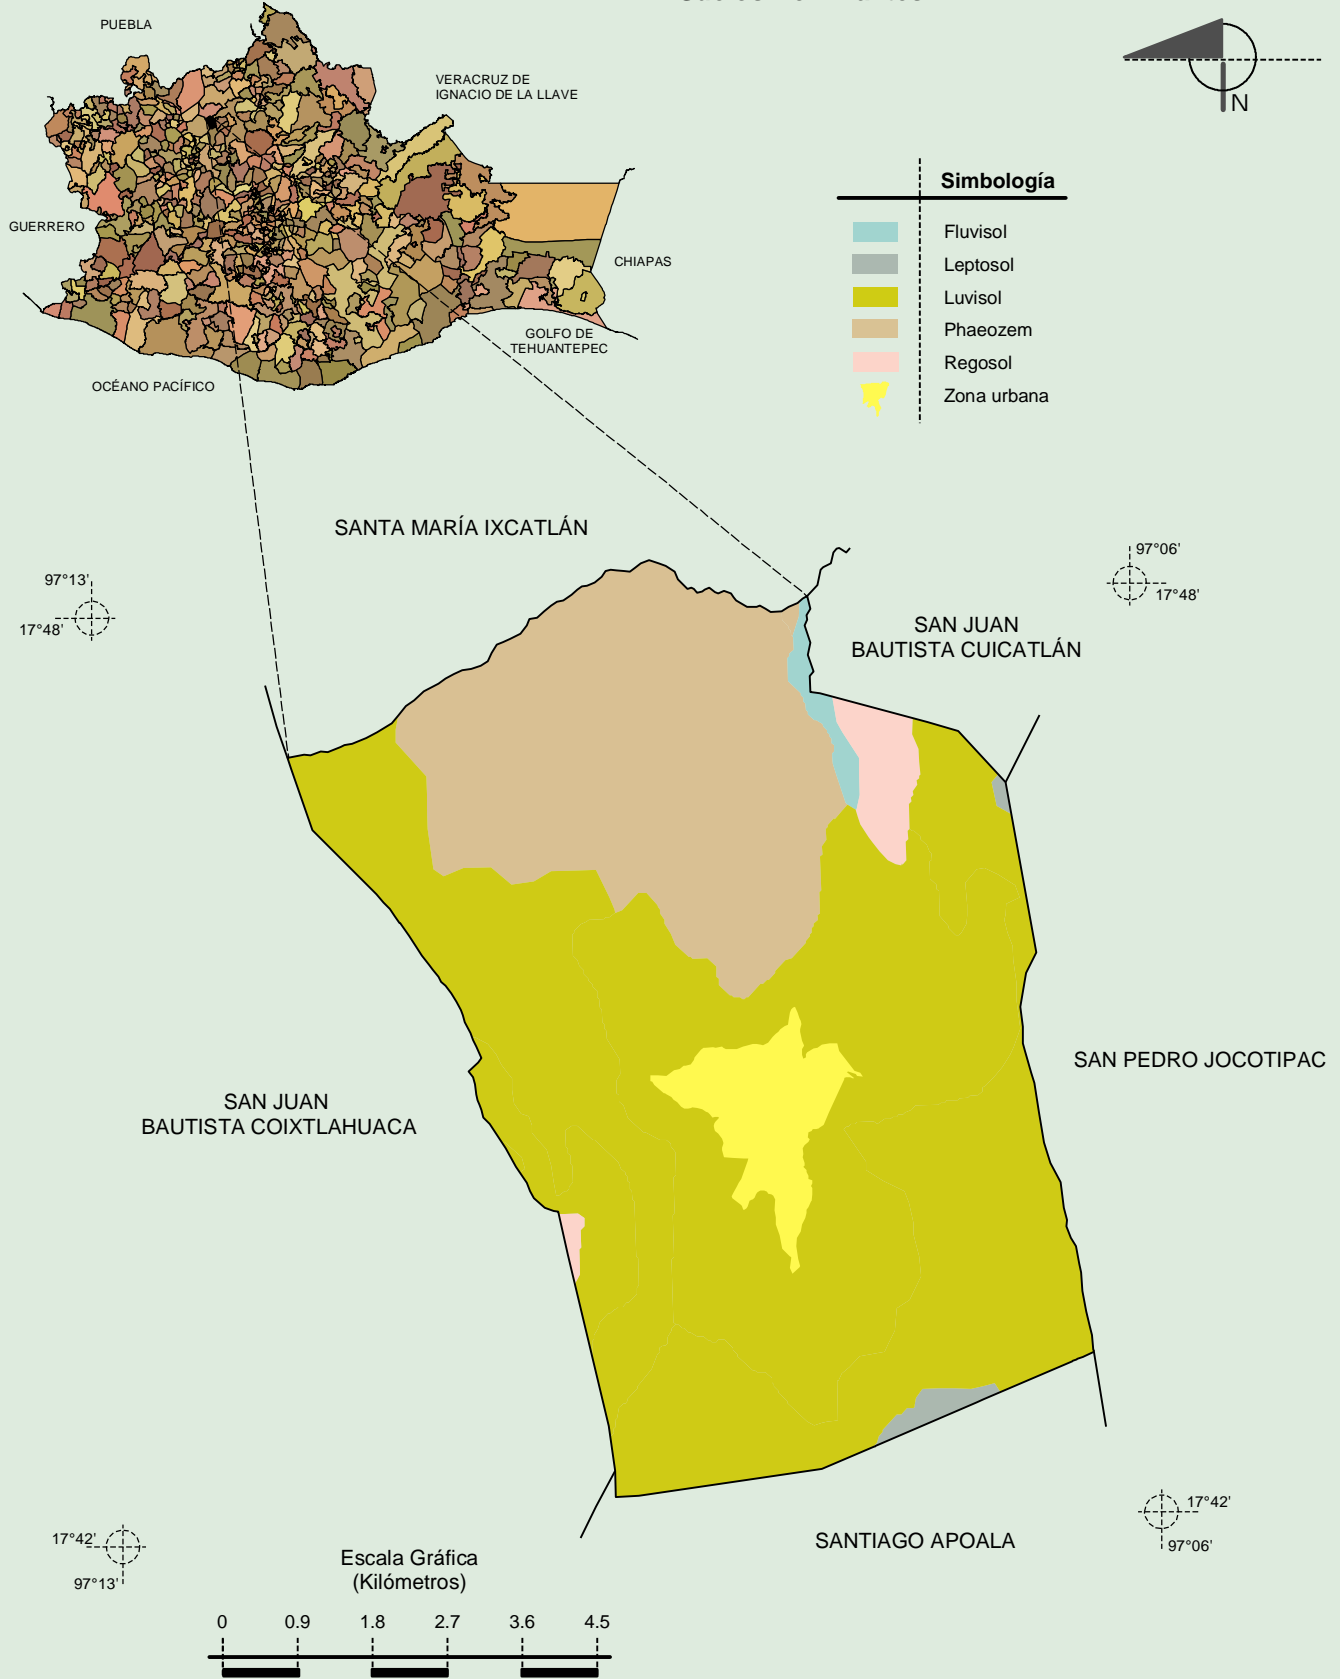 PUEBLA
VERACRUZ DE
IGNACIO DE LA LLAVE
N
GUERRERO
CHIAPAS
GOLFO DE
TEHUANTEPEC
OCÉANO PACÍFICO
Simbología
Fluvisol
Leptosol
Luvisol
Phaeozem
Regosol
Zona urbana
SANTA MARÍA IXCATLÁN
97°13'
17°48'
97°06'
17°48'
SAN JUAN
BAUTISTA CUICATLÁN
SAN PEDRO JOCOTIPAC
SAN JUAN
BAUTISTA COIXTLAHUACA
17°42'
97°06'
SANTIAGO APOALA
17°42'
97°13'
Escala Gráfica
(Kilómetros)
0 0.9 1.8 2.7 3.6 4.5